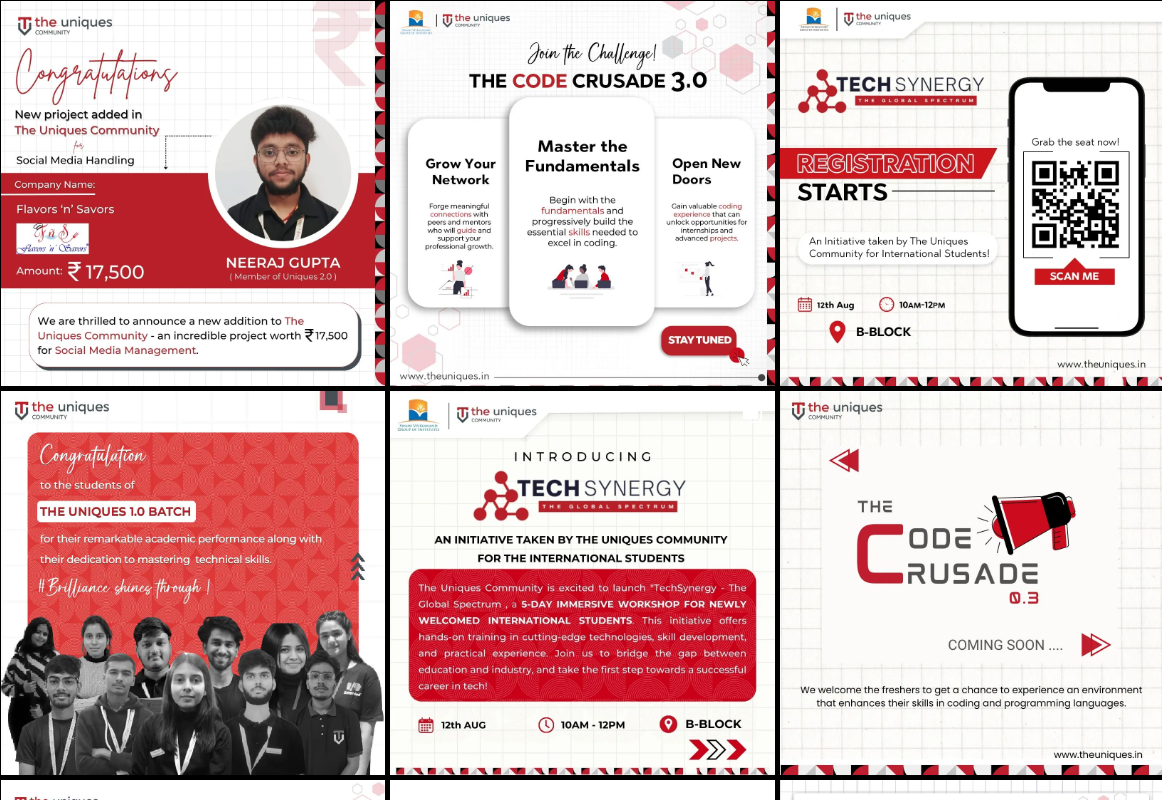 the uniques
COMMUNITY
Congratulations
New prioject added in
The Uniques Community
for
Social Media Handling
Company Name:
Flavors 'n' Savors
F n S
Flavors 'n' Savors
Amount: ₹ 17,500
NEERAJ GUPTA
( Member of Uniques 2.0 )
We are thrilled to announce a new addition to The
Uniques Community - an incredible project worth ₹17,500
for Social Media Management.
the uniques
COMMUNITY
Join the Challenge!
THE CODE CRUSADE 3.0
Grow Your
Network
Forge meaningful
connections with
peers and mentors
who will guide and
support your
professional growth.
Master the
Fundamentals
Begin with the
fundamentals and
progressively build the
essential skills needed to
excel in coding.
Open New
Doors
Gain valuable coding
experience that can
unlock opportunities for
internships and
advanced projects.
STAY TUNED
www.theuniques.in
the uniques
COMMUNITY
TECH SYNERGY
THE GLOBAL SPECTRUM
REGISTRATION
STARTS
An Initiative taken by The Uniques
Community for International Students!
12th Aug
10AM-12PM
B-BLOCK
Grab the seat now!
SCAN ME
www.theuniques.in
the uniques
COMMUNITY
Congratulation
to the students of
THE UNIQUES 1.0 BATCH
for their remarkable academic performance along with
their dedication to mastering technical skills.
#Brilliance shines through !
the uniques
COMMUNITY
INTRODUCING
TECH SYNERGY
THE GLOBAL SPECTRUM
AN INITIATIVE TAKEN BY THE UNIQUES COMMUNITY
FOR THE INTERNATIONAL STUDENTS
The Uniques Community is excited to launch "TechSynergy - The
Global Spectrum , a 5-DAY IMMERSIVE WORKSHOP FOR NEWLY
WELCOMED INTERNATIONAL STUDENTS. This initiative offers
hands-on training in cutting-edge technologies, skill development,
and practical experience. Join us to bridge the gap between
education and industry, and take the first step towards a successful
career in tech!
12th AUG
10AM - 12PM
B-BLOCK
the uniques
COMMUNITY
THE
CODE
CRUSADE
0.3
COMING SOON ....
We welcome the freshers to get a chance to experience an environment
that enhances their skills in coding and programming languages.
www.theuniques.in
the uniques